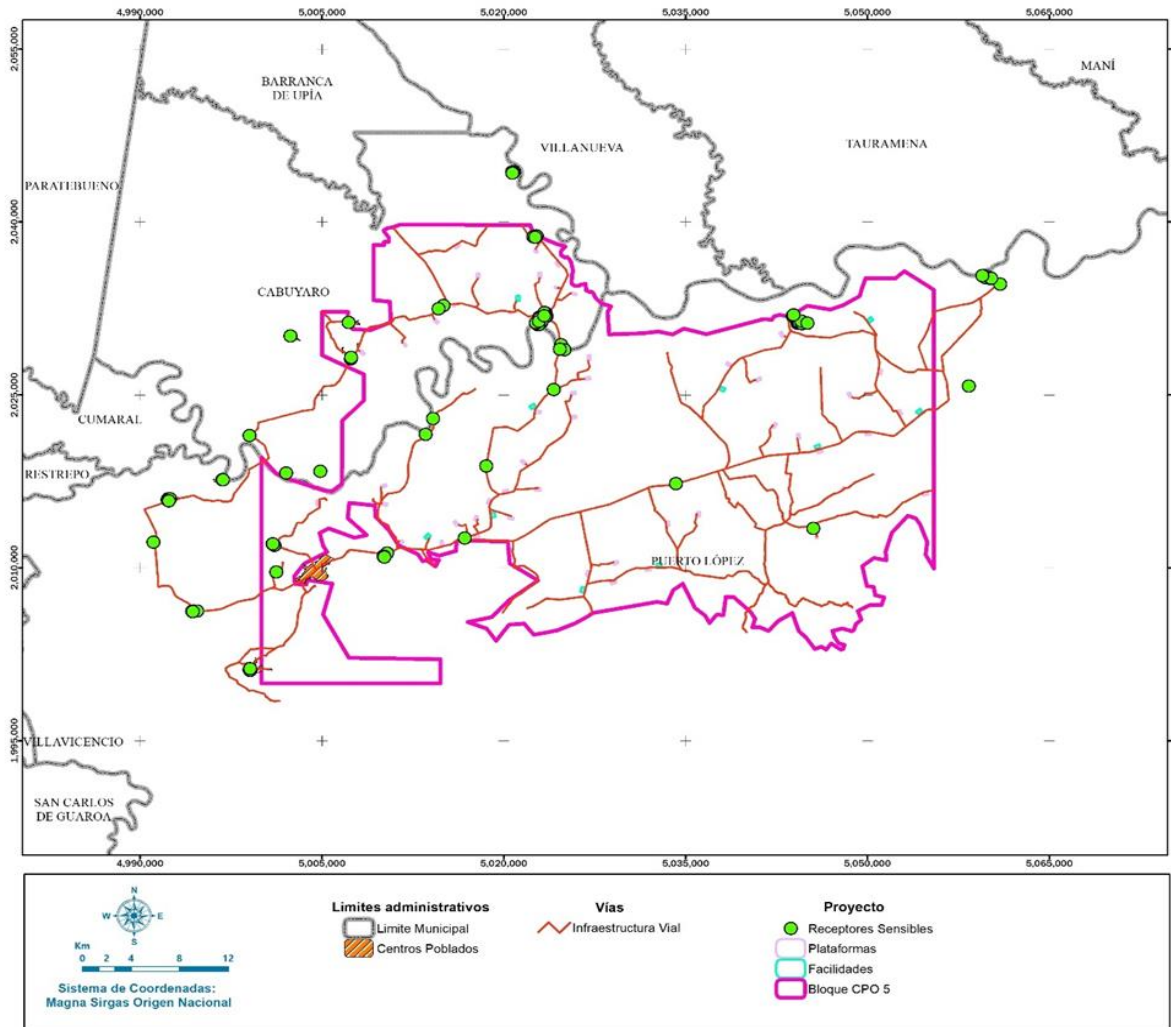 4,990,000 5,005,000 5,020,000 5,035,000 5,050,000 5,065,000
2,055,000
MANÍ
BARRANCA
DE UPÍA
VILLANUEVA
TAURAMENA
PARATEBUENO
2,040,000
CABUYARO
2,025,000
CUMARAL
RESTREPO
2,010,000
PUERTO LÓPEZ
1,995,000
VILLAVICENCIO
SAN CARLOS
DE GUAROA
4,990,000 5,005,000 5,020,000 5,035,000 5,050,000 5,065,000
N
W E
S
Km
0 2 4 8 12
Sistema de Coordenadas:
Magna Sirgas Origen Nacional
Limites administrativos
Limite Municipal
Centros Poblados
Vías
Infraestructura Vial
Proyecto
Receptores Sensibles
Plataformas
Facilidades
Bloque CPO 5